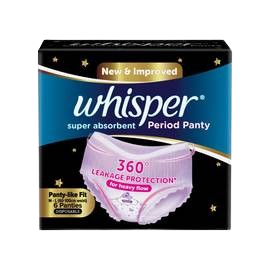 New & Improved
whisper®
super absorbent Period Panty
360°
LEAKAGE PROTECTION*
for heavy flow
Panty-like Fit
6 Panties
DISPOSABLE